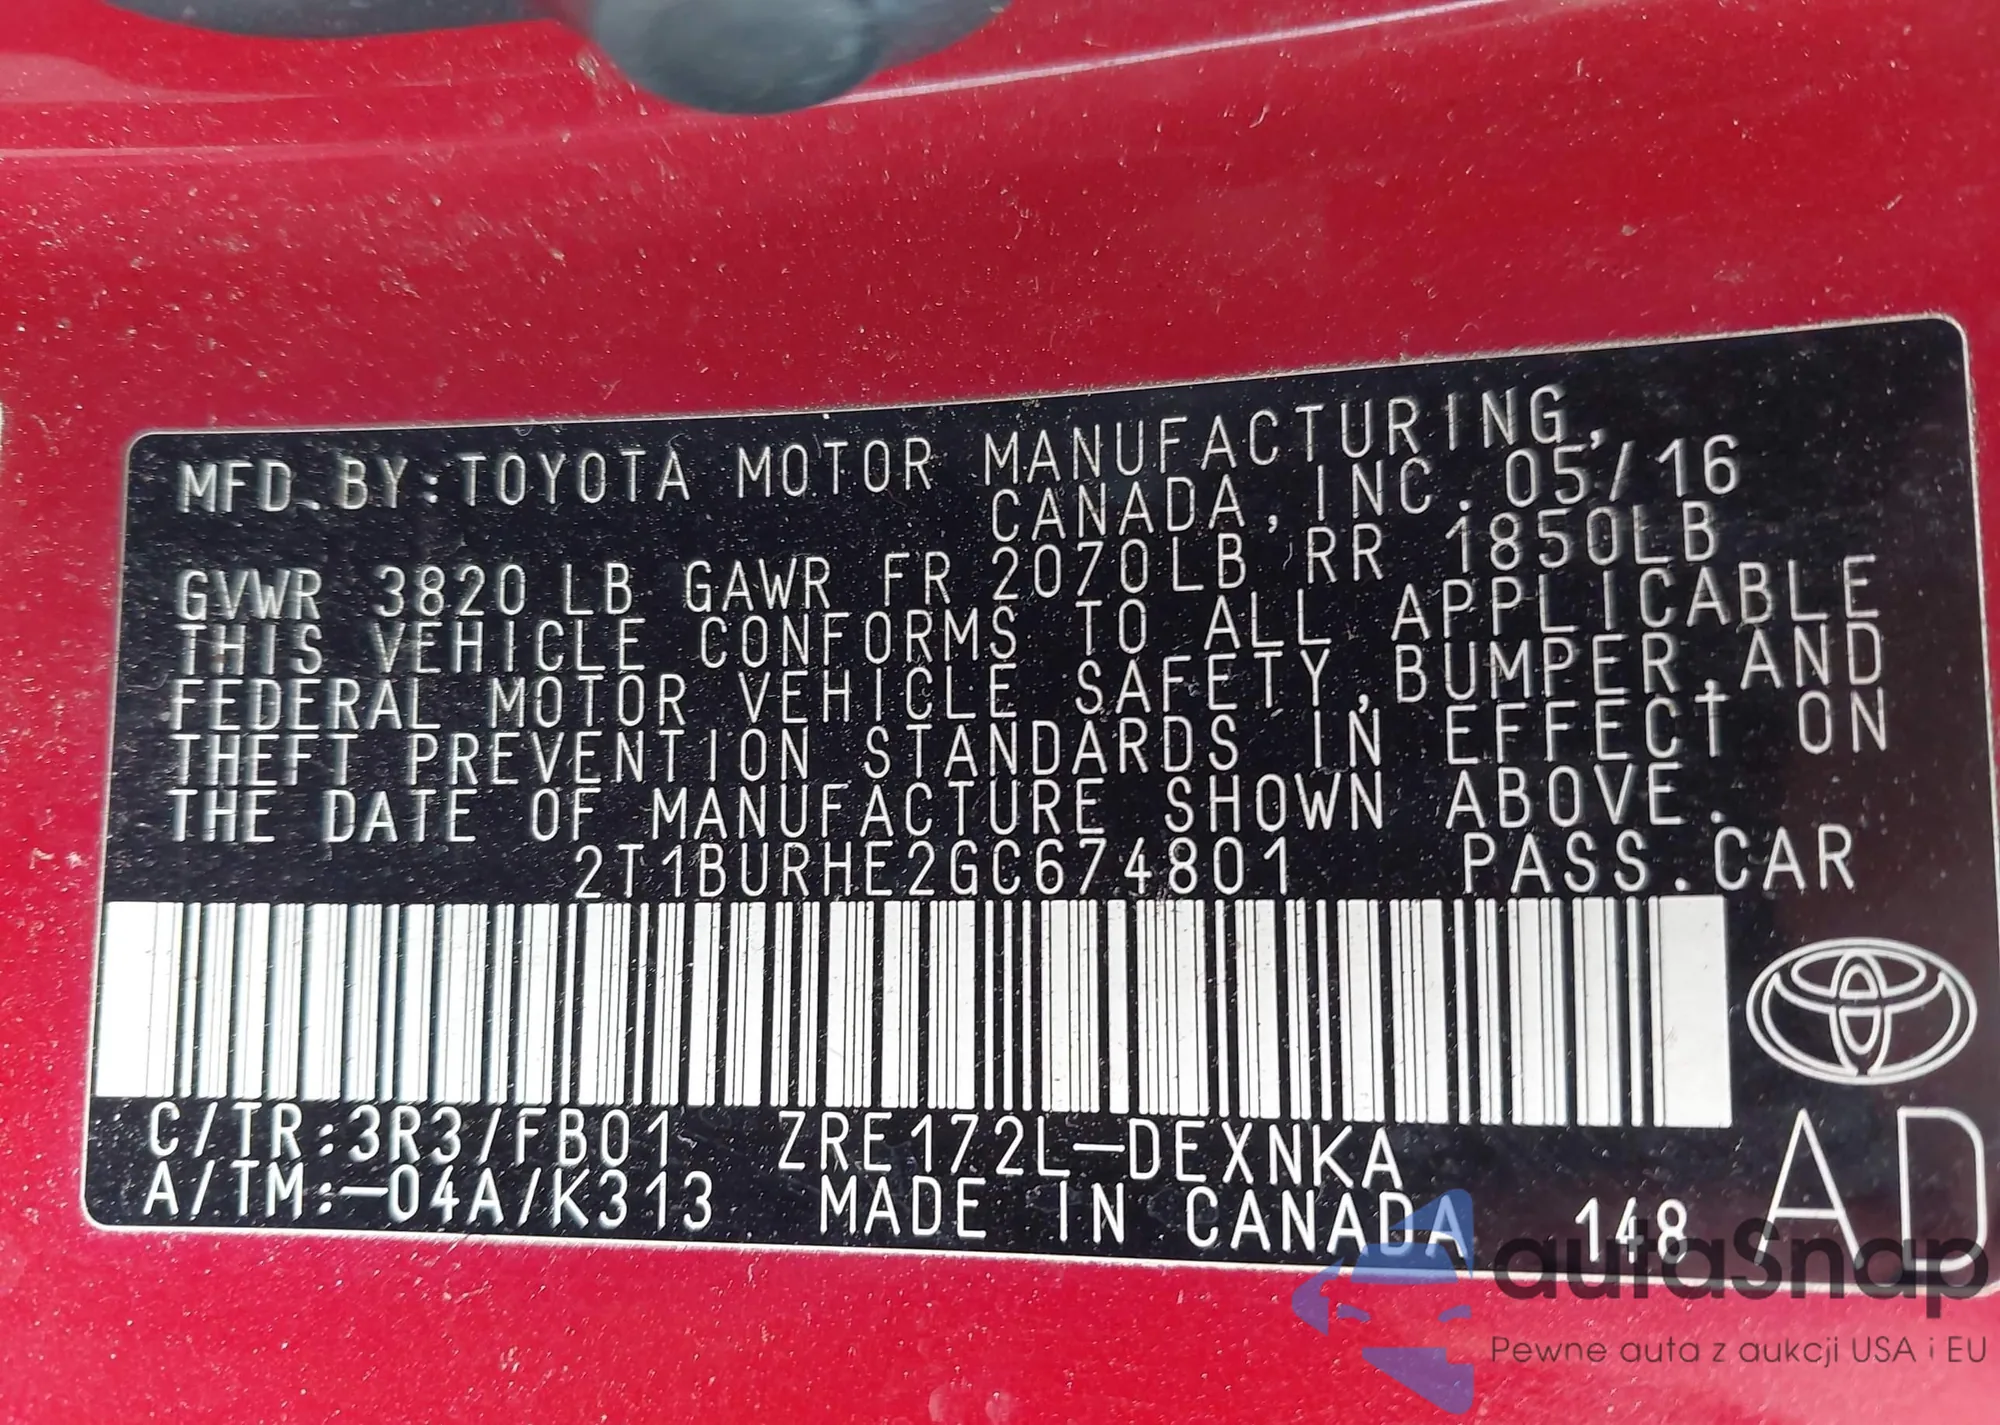 MFD.BY:TOYOTA MOTOR MANUFACTURING,
CANADA,INC.05/16
GVWR 3820LB GAWR FR 2070LB RR 1850LB
THIS VEHICLE CONFORMS TO ALL APPLICABLE
FEDERAL MOTOR VEHICLE SAFETY,BUMPER,AND
THEFT PREVENTION STANDARDS IN EFFECT ON
THE DATE OF MANUFACTURE SHOWN ABOVE.
2T1BURHE2GC674801 PASS.CAR
C/TR:3R3/FB01 ZRE172L-DEXNKA
A/TM:-04A/K313 MADE IN CANADA 148
AD
autaSnap
Pewne auta z aukcji USA i EU